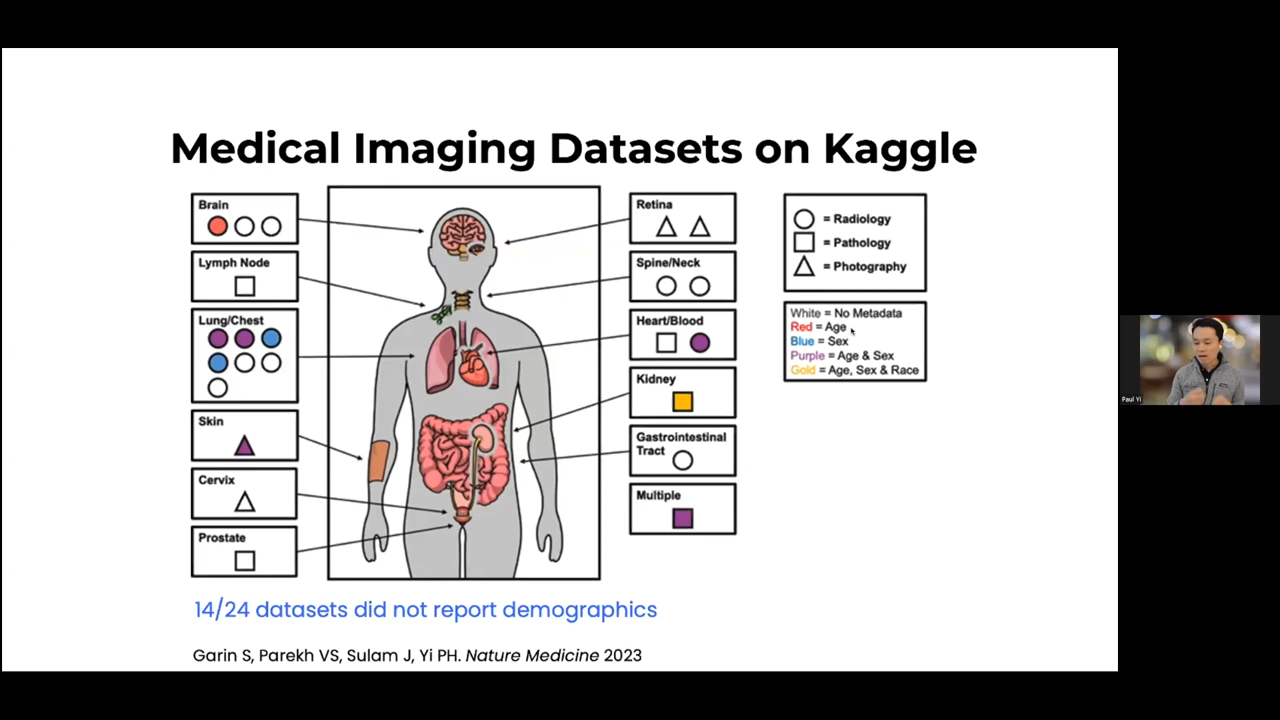 Medical Imaging Datasets on Kaggle
Brain
Lymph Node
Lung/Chest
Skin
Cervix
Prostate
Retina
Spine/Neck
Heart/Blood
Kidney
Gastrointestinal
Tract
Multiple
= Radiology
= Pathology
= Photography
White = No Metadata
Red = Age
Blue = Sex
Purple = Age & Sex
Gold = Age, Sex & Race
14/24 datasets did not report demographics
Garin S, Parekh VS, Sulam J, Yi PH. Nature Medicine 2023
Paul Yi